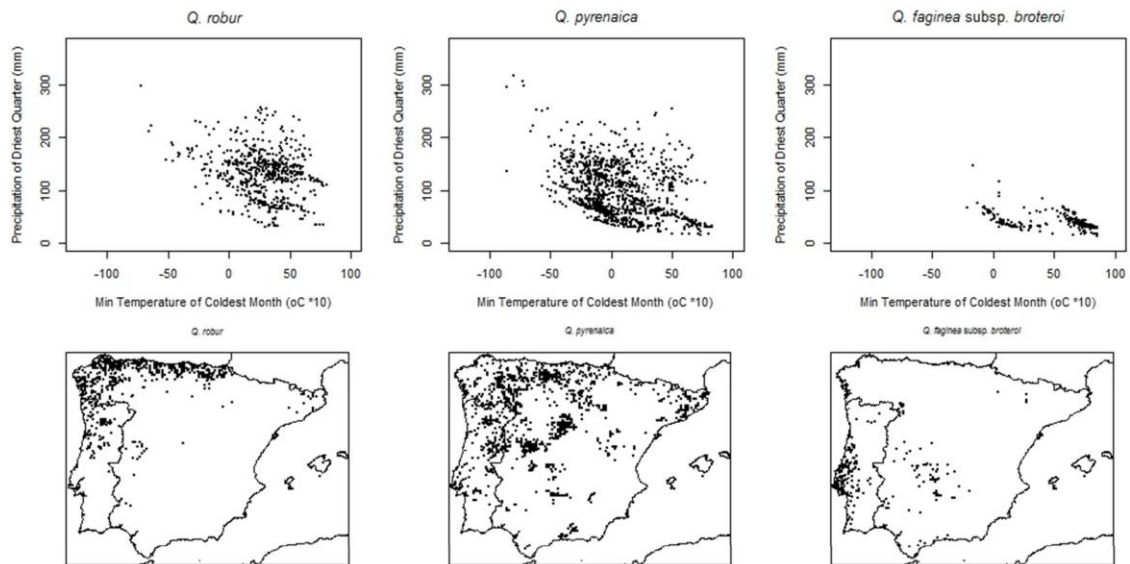 Q. robur
Q. pyrenaica
Q. faginea subsp. broteroi
Precipitation of Driest Quarter (mm)
300
200
100
0
-100
-50
0
50
100
Min Temperature of Coldest Month (oC *10)
Precipitation of Driest Quarter (mm)
300
200
100
0
-100
-50
0
50
100
Min Temperature of Coldest Month (oC *10)
Precipitation of Driest Quarter (mm)
300
200
100
0
-100
-50
0
50
100
Min Temperature of Coldest Month (oC *10)
Q. robur
Q. pyrenaica
Q. faginea subsp. broteroi